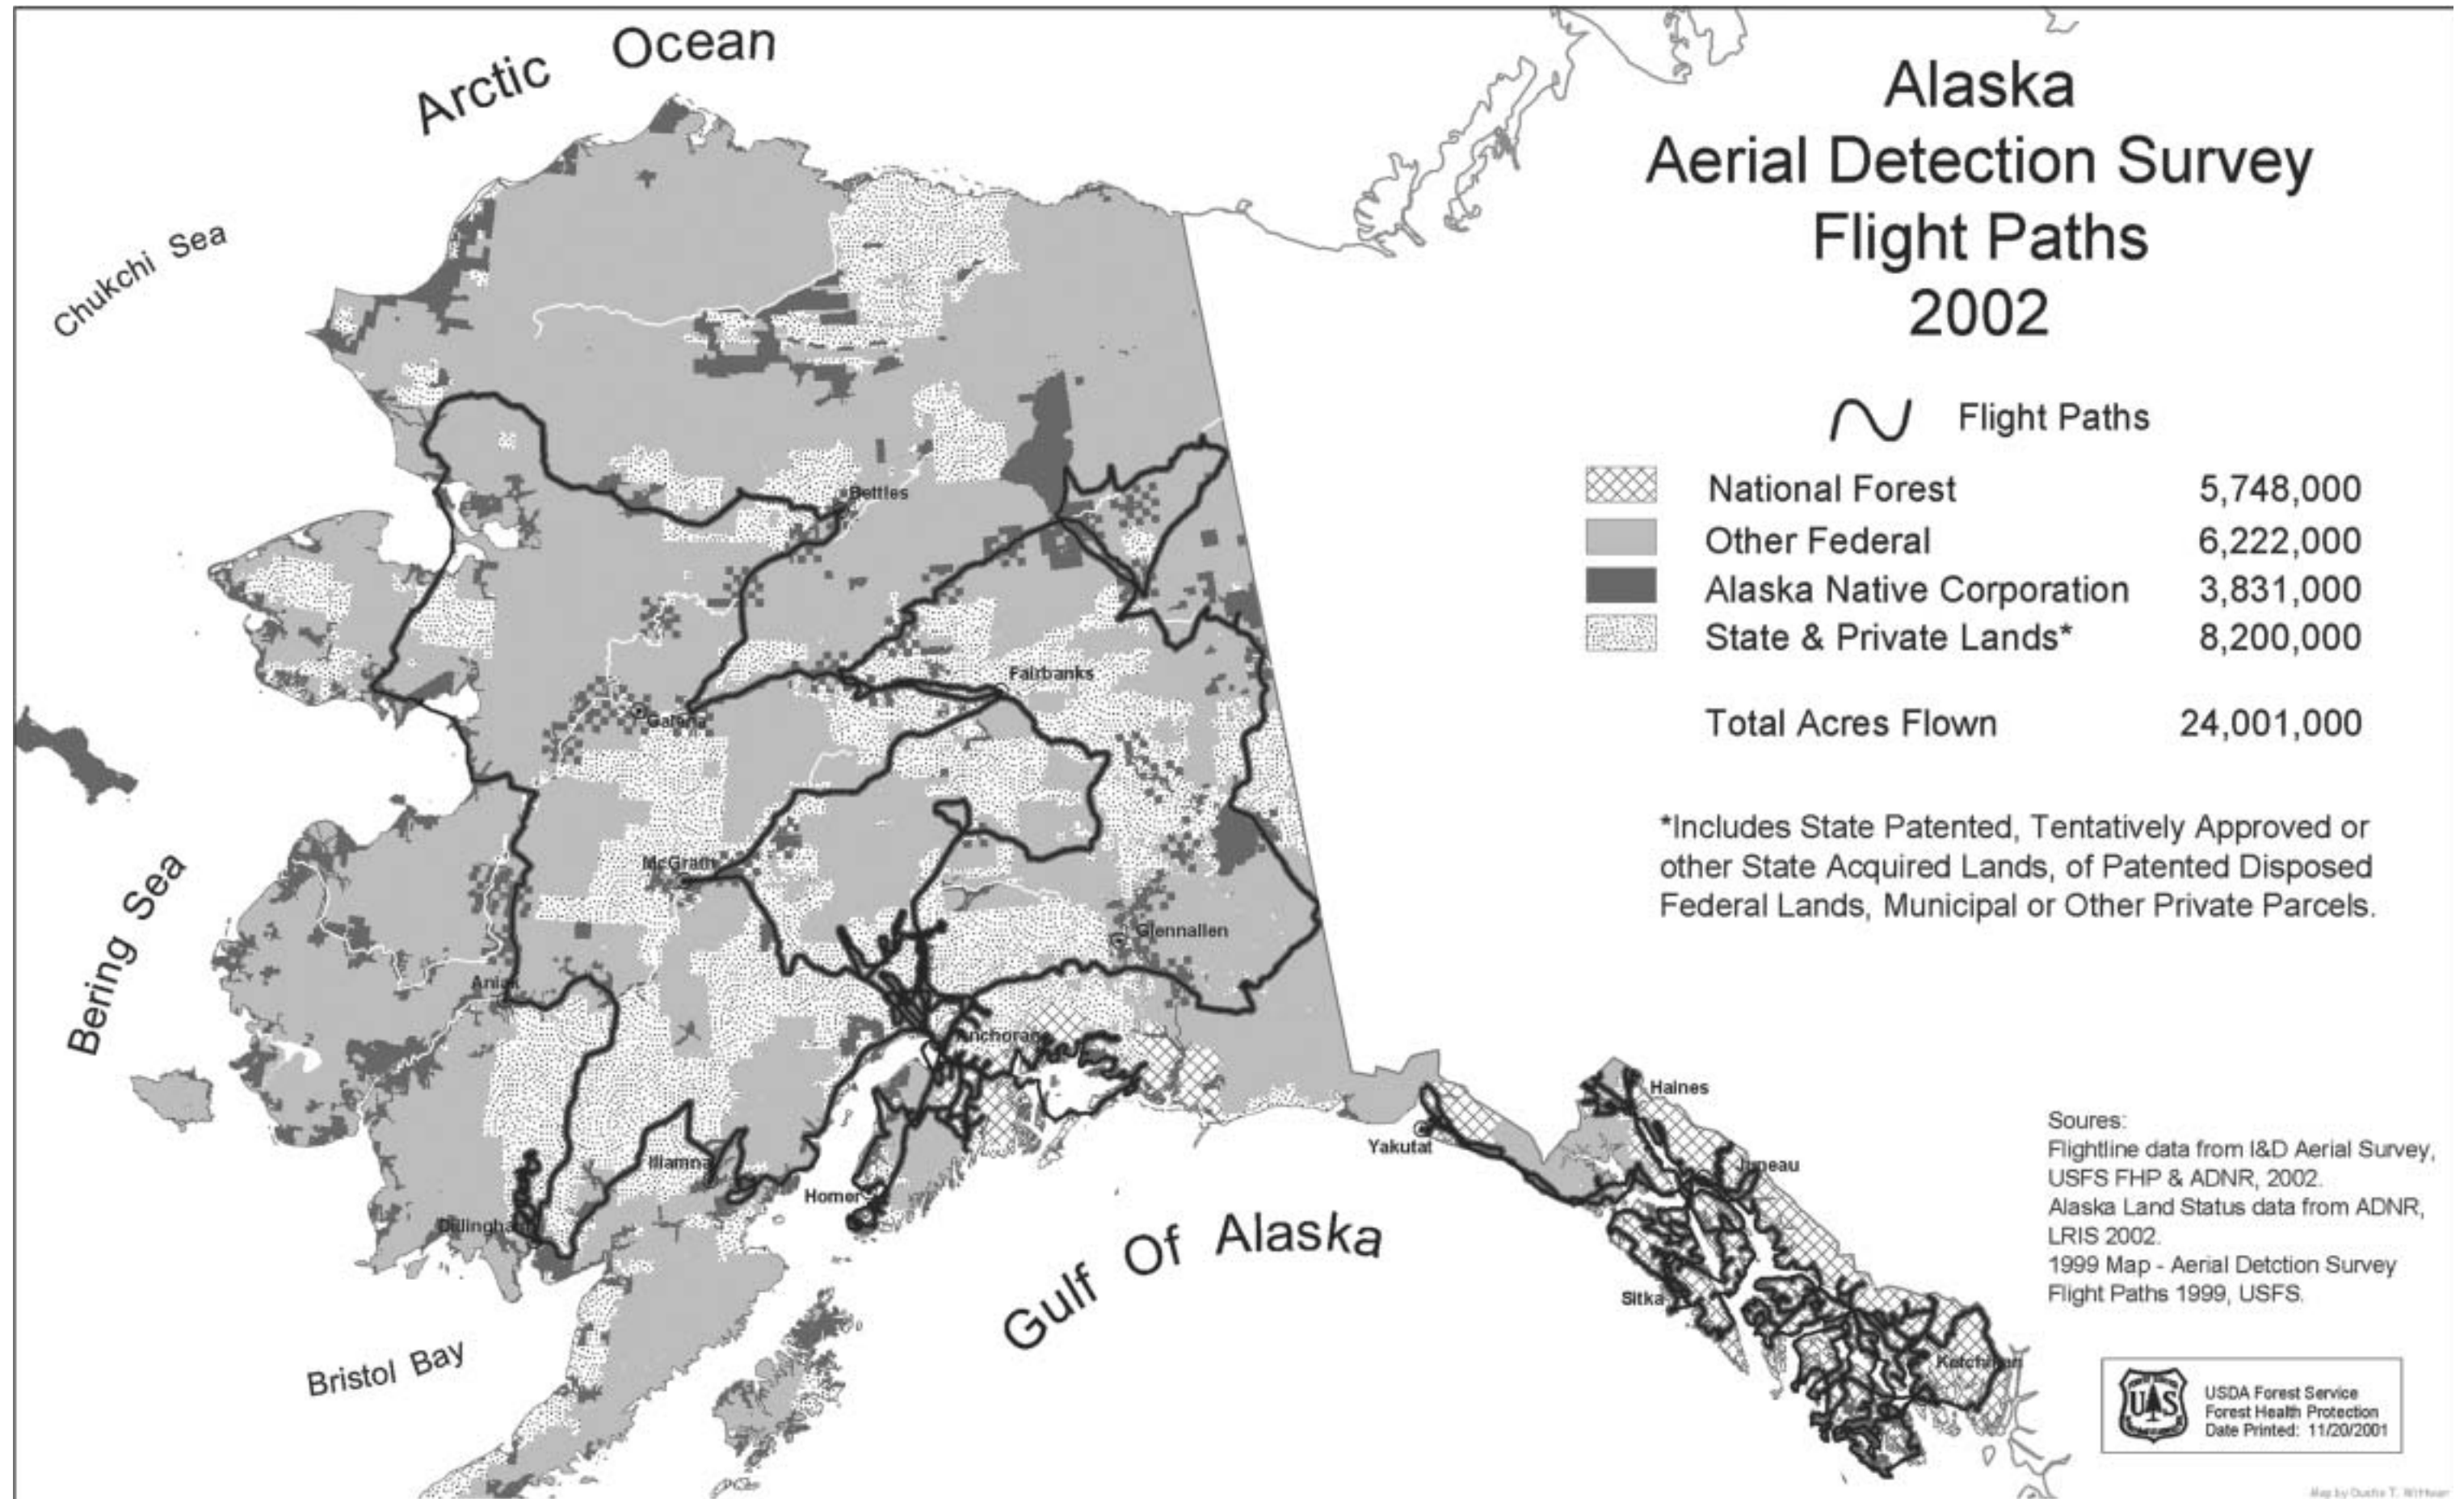 Arctic Ocean
Chukchi Sea
Bering Sea
Bristol Bay
Gulf Of Alaska
Bettles
Fairbanks
Galena
McGrath
Glennallen
Aniak
Anchorage
Iliamna
Homer
Dillingham
Yakutat
Haines
Juneau
Sitka
Ketchikan
Alaska
Aerial Detection Survey
Flight Paths
2002
Flight Paths
National Forest 5,748,000
Other Federal 6,222,000
Alaska Native Corporation 3,831,000
State & Private Lands* 8,200,000
Total Acres Flown 24,001,000
*Includes State Patented, Tentatively Approved or
other State Acquired Lands, of Patented Disposed
Federal Lands, Municipal or Other Private Parcels.
Soures:
Flightline data from I&D Aerial Survey,
USFS FHP & ADNR, 2002.
Alaska Land Status data from ADNR,
LRIS 2002.
1999 Map - Aerial Detction Survey
Flight Paths 1999, USFS.
UAS
USDA Forest Service
Forest Health Protection
Date Printed: 11/20/2001
Map by Dustin T.